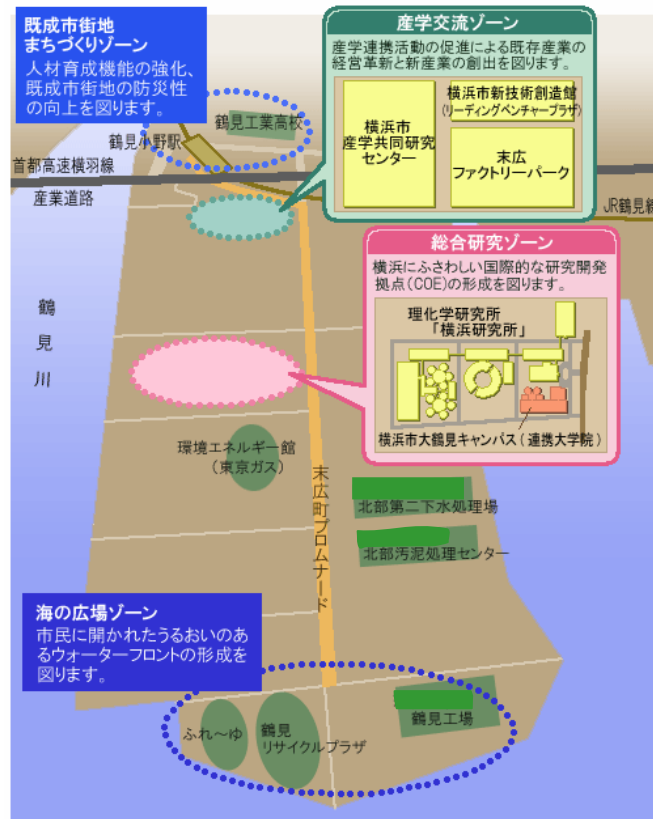 既成市街地
まちづくりゾーン
人材育成機能の強化、
既成市街地の防災性
の向上を図ります。
産学交流ゾーン
産学連携活動の促進による既存産業の
経営革新と新産業の創出を図ります。
横浜市
産学共同研究
センター
横浜市新技術創造館
(リーディングベンチャープラザ)
末広
ファクトリーパーク
鶴見工業高校
鶴見小野駅
首都高速横羽線
産業道路
JR鶴見線
総合研究ゾーン
横浜にふさわしい国際的な研究開発
拠点(COE)の形成を図ります。
理化学研究所
「横浜研究所」
横浜市大鶴見キャンパス(連携大学院)
鶴見川
環境エネルギー館
(東京ガス)
末広町プロムナード
北部第二下水処理場
北部汚泥処理センター
海の広場ゾーン
市民に開かれたうるおいのあ
るウォーターフロントの形成を
図ります。
ふれ~ゆ
鶴見
リサイクルプラザ
鶴見工場